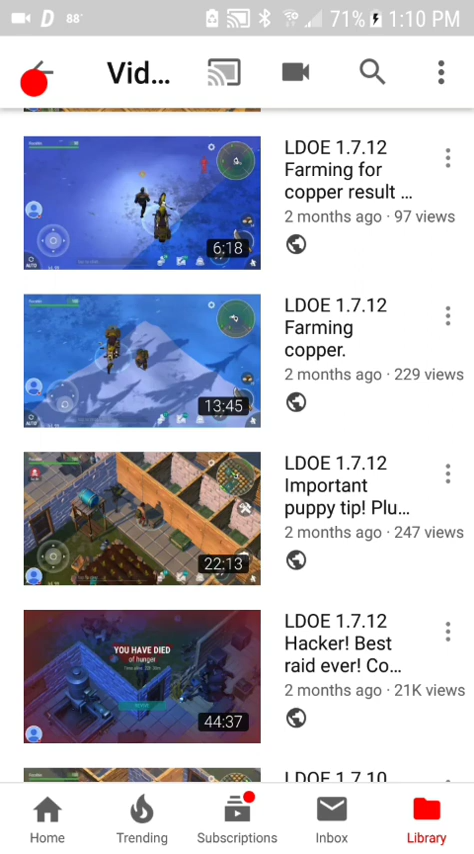 D 88° 71% 1:10 PM
Vid...
LDOE 1.7.12
Farming for
copper result ...
2 months ago · 97 views
6:18
AUTO
LDOE 1.7.12
Farming
copper.
2 months ago · 229 views
13:45
AUTO
LDOE 1.7.12
Important
puppy tip! Plu...
2 months ago · 247 views
22:13
LDOE 1.7.12
Hacker! Best
raid ever! Co...
2 months ago · 21K views
YOU HAVE DIED
of hunger
44:37
LDOE 1.7.10
Home Trending Subscriptions Inbox Library